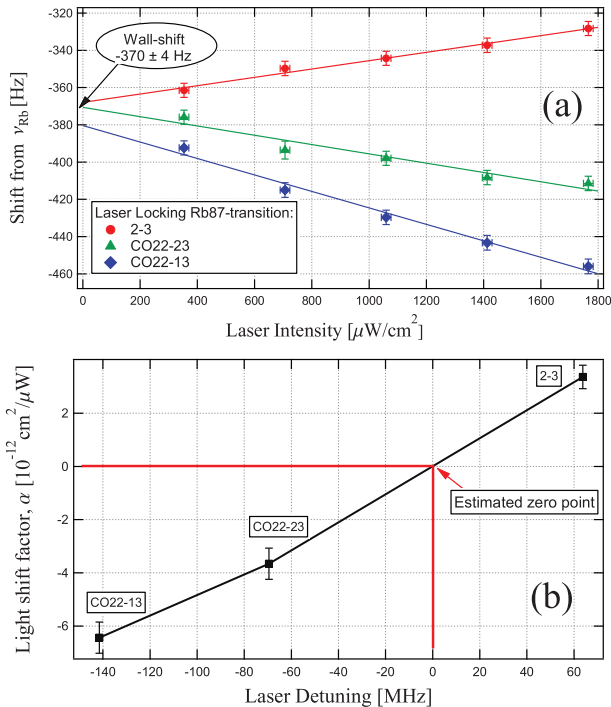 -320
-340
-360
-380
-400
-420
-440
-460
Shift from νRb [Hz]
Wall-shift
-370 ± 4 Hz
(a)
Laser Locking Rb87-transition:
2-3
CO22-23
CO22-13
0 200 400 600 800 1000 1200 1400 1600 1800
Laser Intensity [μW/cm²]
2
0
-2
-4
-6
Light shift factor, α [10⁻¹² cm²/μW]
2-3
Estimated zero point
CO22-23
CO22-13
(b)
-140 -120 -100 -80 -60 -40 -20 0 20 40 60
Laser Detuning [MHz]